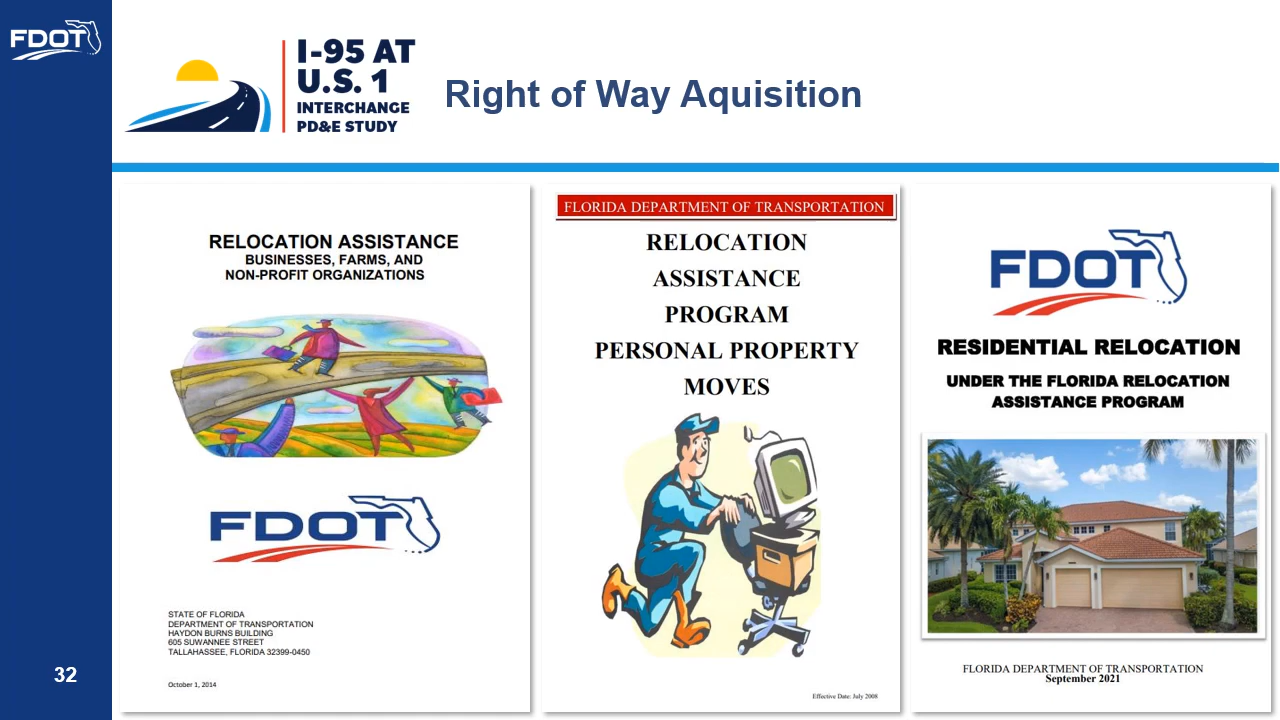 FDOT
I-95 AT
U.S. 1
INTERCHANGE
PD&E STUDY
Right of Way Aquisition
RELOCATION ASSISTANCE
BUSINESSES, FARMS, AND
NON-PROFIT ORGANIZATIONS
FDOT
STATE OF FLORIDA
DEPARTMENT OF TRANSPORTATION
HAYDON BURNS BUILDING
605 SUWANNEE STREET
TALLAHASSEE, FLORIDA 32399-0450
October 1, 2014
FLORIDA DEPARTMENT OF TRANSPORTATION
RELOCATION
ASSISTANCE
PROGRAM
PERSONAL PROPERTY
MOVES
Effective Date: July 2008
FDOT
RESIDENTIAL RELOCATION
UNDER THE FLORIDA RELOCATION
ASSISTANCE PROGRAM
FLORIDA DEPARTMENT OF TRANSPORTATION
September 2021
32